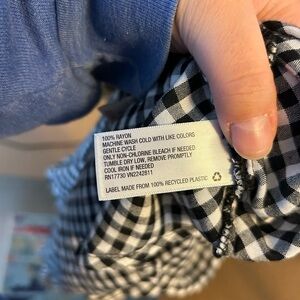 100% RAYON
MACHINE WASH COLD WITH LIKE COLORS
GENTLE CYCLE
ONLY NON-CHLORINE BLEACH IF NEEDED
TUMBLE DRY LOW, REMOVE PROMPTLY
COOL IRON IF NEEDED
RN17730 VN2242811
LABEL MADE FROM 100% RECYCLED PLASTIC